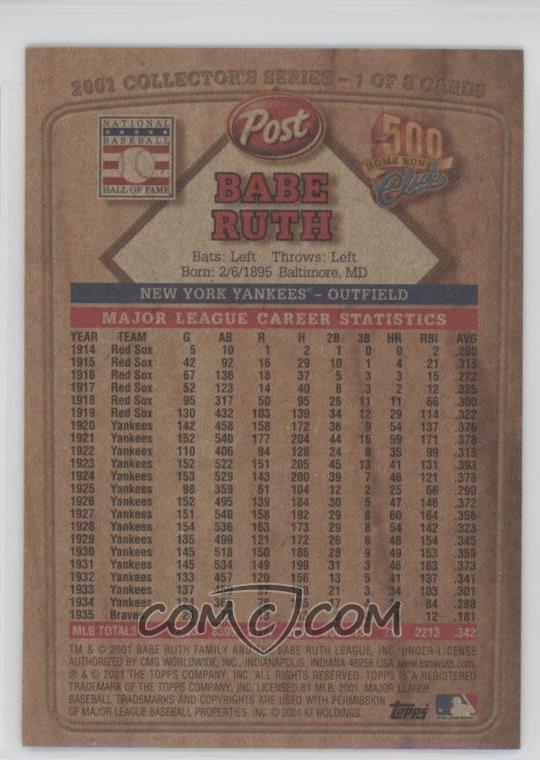 2001 COLLECTOR'S SERIES – 1 OF 8 CARDS
NATIONAL
BASEBALL
HALL OF FAME
Post
500
HOME RUN
Club
BABE
RUTH
Bats: Left Throws: Left
Born: 2/6/1895 Baltimore, MD
NEW YORK YANKEES® – OUTFIELD
MAJOR LEAGUE CAREER STATISTICS
YEAR TEAM G AB R H 2B 3B HR RBI AVG
1914 Red Sox 5 10 1 2 1 0 0 2 .200
1915 Red Sox 42 92 16 29 10 1 4 21 .315
1916 Red Sox 67 136 18 37 5 3 3 15 .272
1917 Red Sox 52 123 14 40 6 3 2 12 .325
1918 Red Sox 95 317 50 95 26 11 11 66 .300
1919 Red Sox 130 432 103 139 34 12 29 114 .322
1920 Yankees 142 458 158 172 36 9 54 137 .376
1921 Yankees 152 540 177 204 44 16 59 171 .378
1922 Yankees 110 406 94 128 24 8 35 99 .315
1923 Yankees 152 522 151 205 45 13 41 131 .393
1924 Yankees 153 529 143 200 39 7 46 121 .378
1925 Yankees 98 359 61 104 12 2 25 66 .290
1926 Yankees 152 495 139 184 30 5 47 146 .372
1927 Yankees 151 540 158 192 29 8 60 164 .356
1928 Yankees 154 536 163 173 29 8 54 142 .323
1929 Yankees 135 499 121 172 26 6 46 154 .345
1930 Yankees 145 518 150 186 28 9 49 153 .359
1931 Yankees 145 534 149 199 31 3 46 163 .373
1932 Yankees 133 457 120 156 13 5 41 137 .341
1933 Yankees 137 21 3 34 103 .301
1934 Yankees 78 84 .288
1935 Braves 12 .181
MLB TOTALS 2213 .342
COMC.COM
TM & © 2001 BABE RUTH FAMILY AND THE BABE RUTH LEAGUE, INC. UNDER LICENSE
AUTHORIZED BY CMG WORLDWIDE, INC. INDIANAPOLIS, INDIANA 46256 USA www.baberuth.com
® & © 2001 THE TOPPS COMPANY, INC. ALL RIGHTS RESERVED. TOPPS IS A REGISTERED
TRADEMARK OF THE TOPPS COMPANY, INC. LICENSED BY MLB, 2001. MAJOR LEAGUE
BASEBALL TRADEMARKS AND COPYRIGHTS ARE USED WITH PERMISSION
OF MAJOR LEAGUE BASEBALL PROPERTIES, INC. © 2001 KF HOLDINGS.
Topps